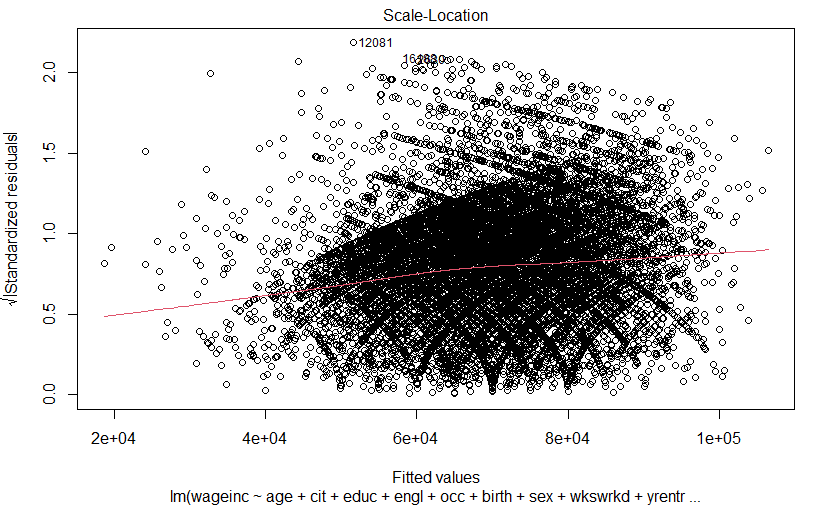 Scale-Location
12081
√|Standardized residuals|
2.0
1.5
1.0
0.5
0.0
2e+04 4e+04 6e+04 8e+04 1e+05
Fitted values
lm(wageinc ~ age + cit + educ + engl + occ + birth + sex + wkswrkd + yrentr ...